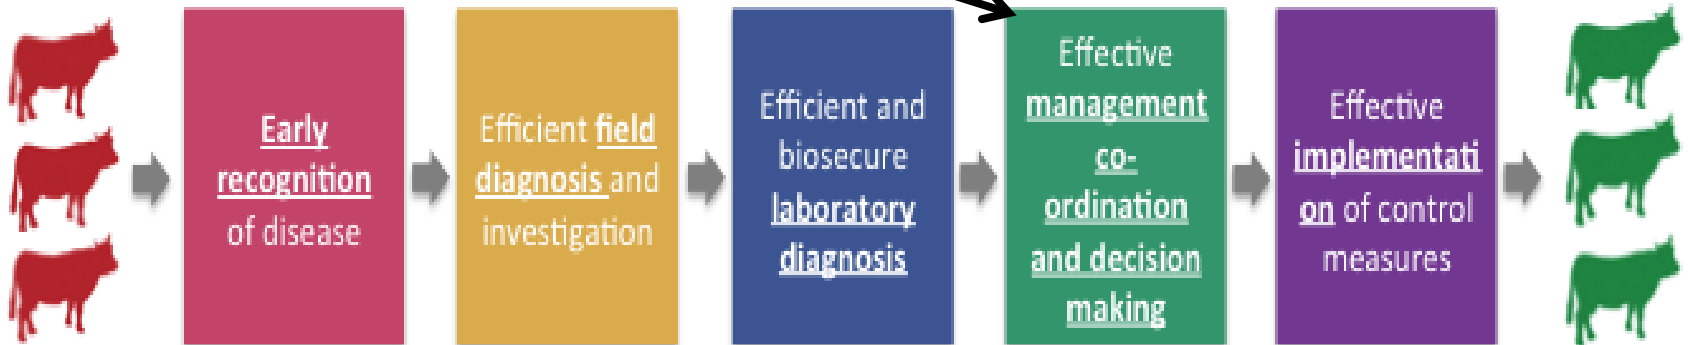 Early
recognition
of disease
Efficient field
diagnosis and
investigation
Efficient and
biosecure
laboratory
diagnosis
Effective
management
co-
ordination
and decision
making
Effective
implementati
on of control
measures